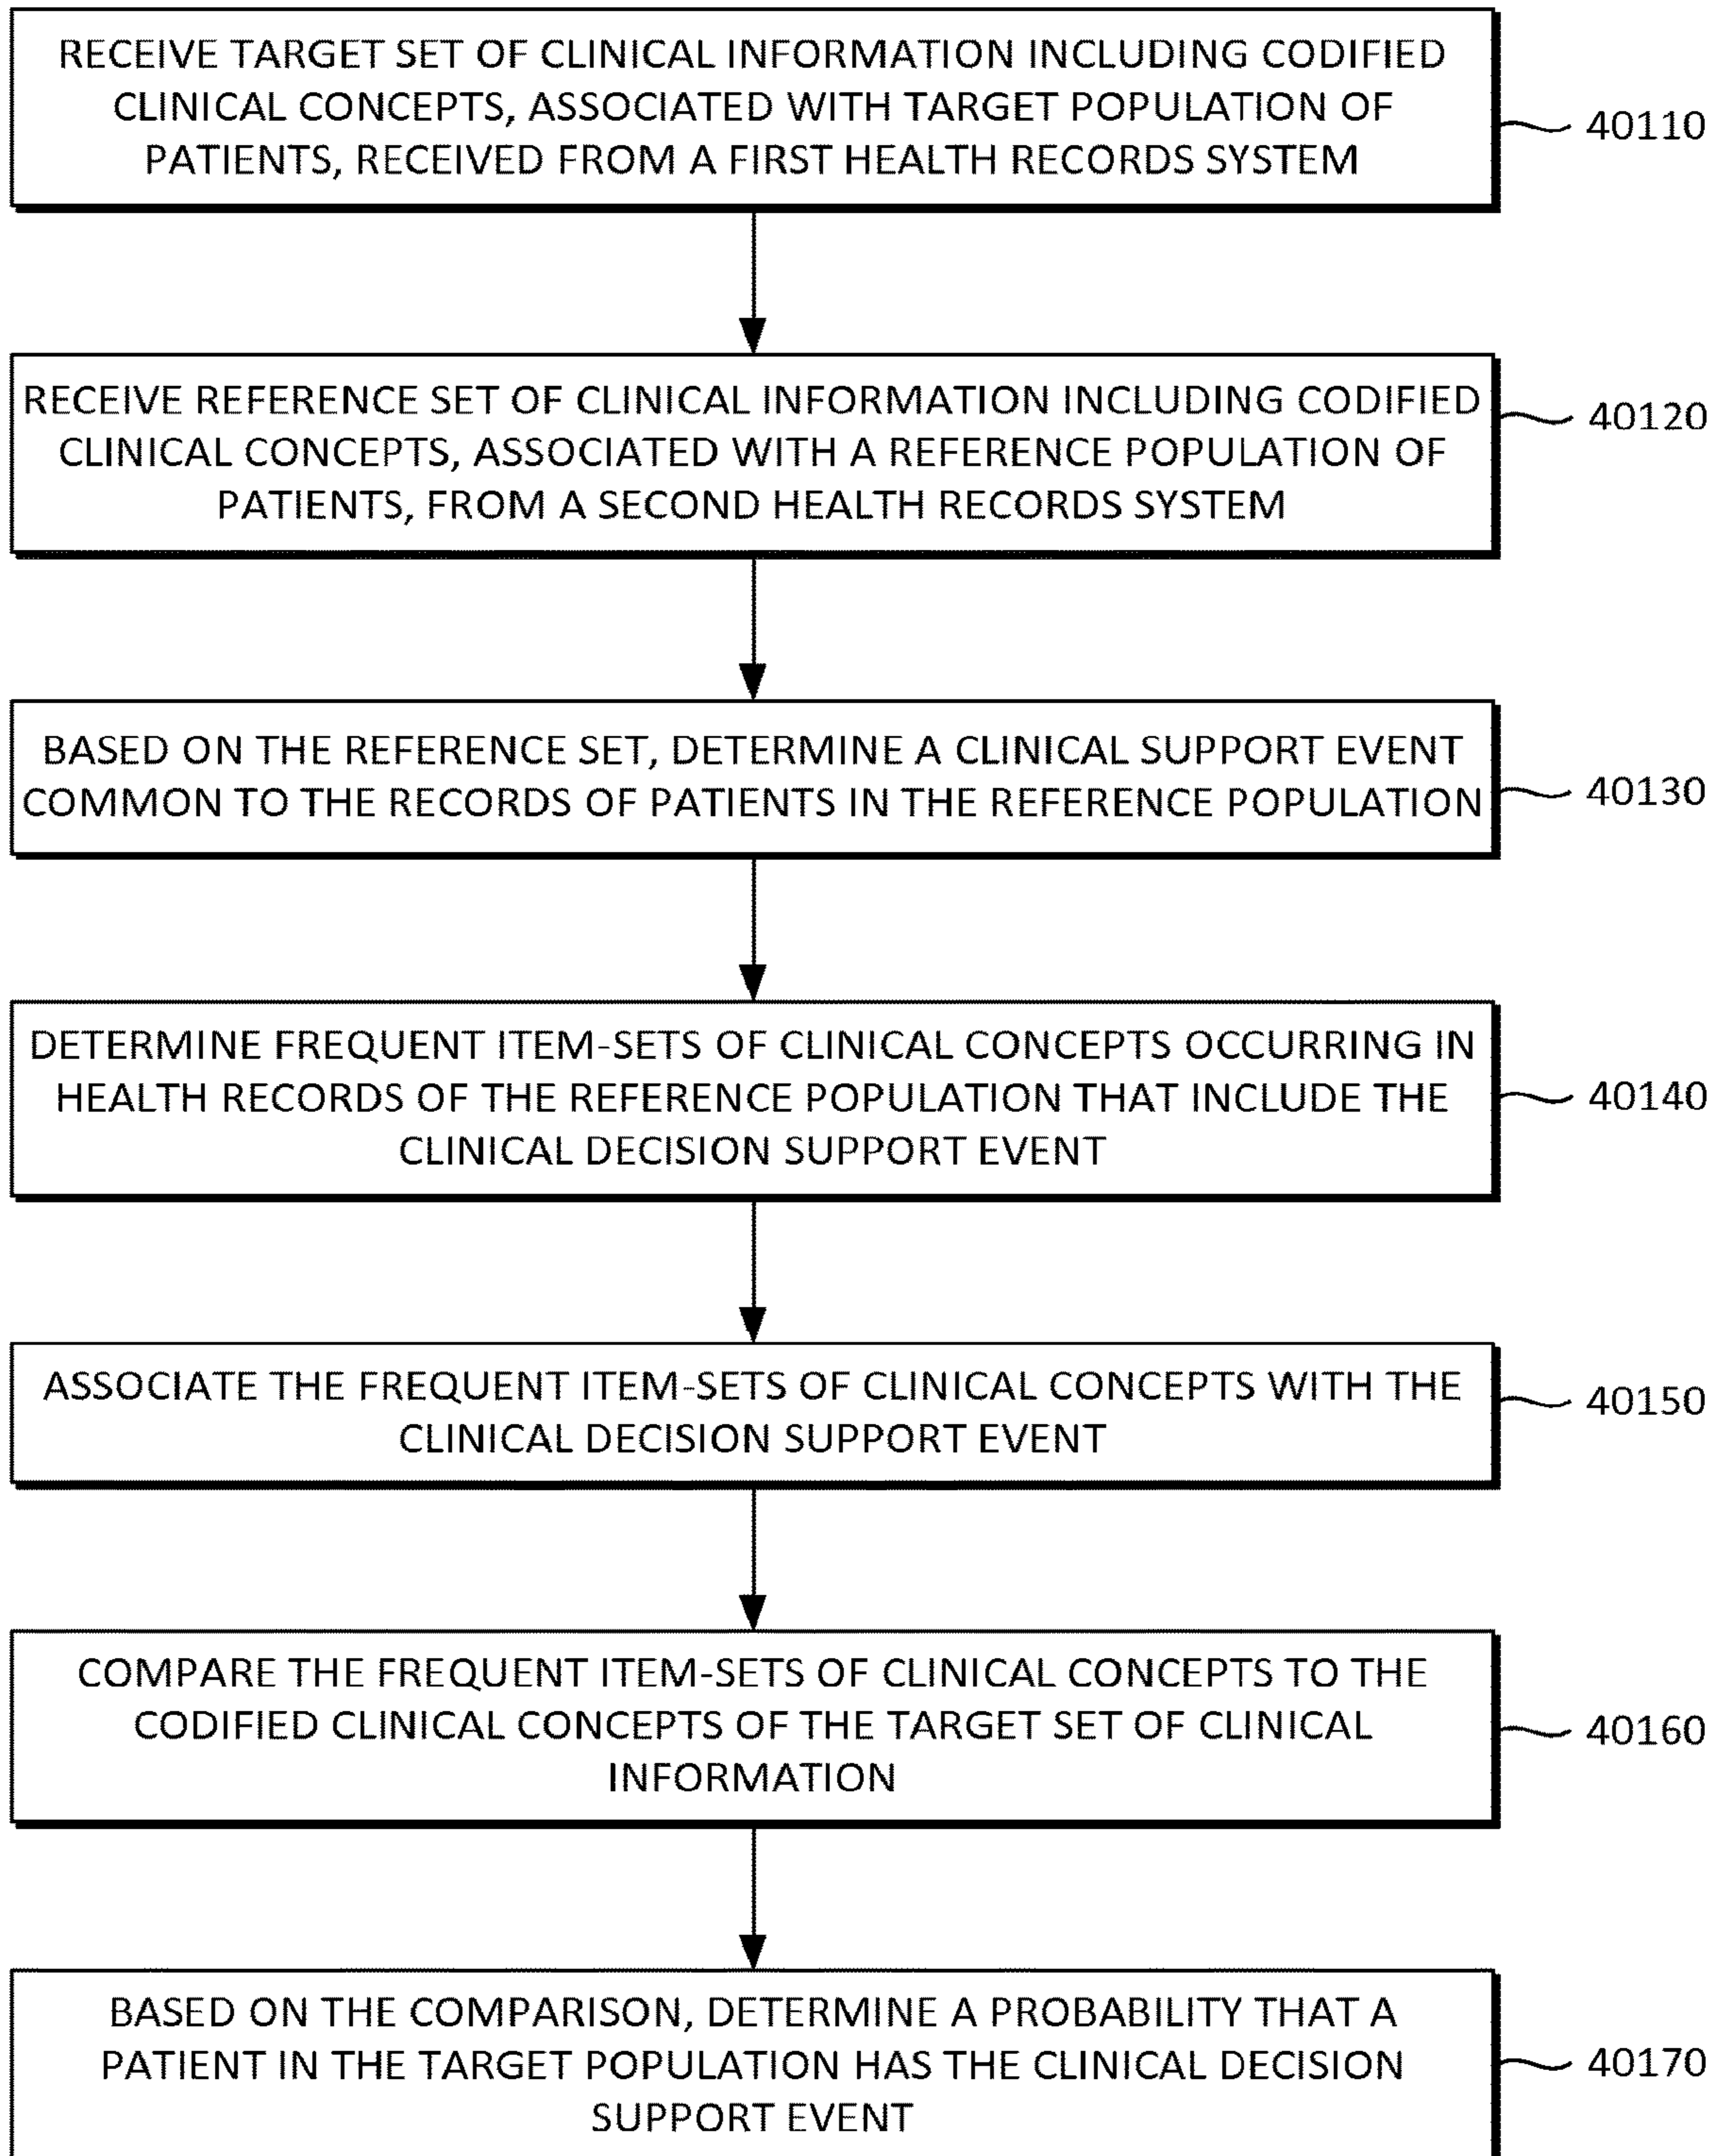 RECEIVE TARGET SET OF CLINICAL INFORMATION INCLUDING CODIFIED
CLINICAL CONCEPTS, ASSOCIATED WITH TARGET POPULATION OF
PATIENTS, RECEIVED FROM A FIRST HEALTH RECORDS SYSTEM
40110
RECEIVE REFERENCE SET OF CLINICAL INFORMATION INCLUDING CODIFIED
CLINICAL CONCEPTS, ASSOCIATED WITH A REFERENCE POPULATION OF
PATIENTS, FROM A SECOND HEALTH RECORDS SYSTEM
40120
BASED ON THE REFERENCE SET, DETERMINE A CLINICAL SUPPORT EVENT
COMMON TO THE RECORDS OF PATIENTS IN THE REFERENCE POPULATION
40130
DETERMINE FREQUENT ITEM-SETS OF CLINICAL CONCEPTS OCCURRING IN
HEALTH RECORDS OF THE REFERENCE POPULATION THAT INCLUDE THE
CLINICAL DECISION SUPPORT EVENT
40140
ASSOCIATE THE FREQUENT ITEM-SETS OF CLINICAL CONCEPTS WITH THE
CLINICAL DECISION SUPPORT EVENT
40150
COMPARE THE FREQUENT ITEM-SETS OF CLINICAL CONCEPTS TO THE
CODIFIED CLINICAL CONCEPTS OF THE TARGET SET OF CLINICAL
INFORMATION
40160
BASED ON THE COMPARISON, DETERMINE A PROBABILITY THAT A
PATIENT IN THE TARGET POPULATION HAS THE CLINICAL DECISION
SUPPORT EVENT
40170